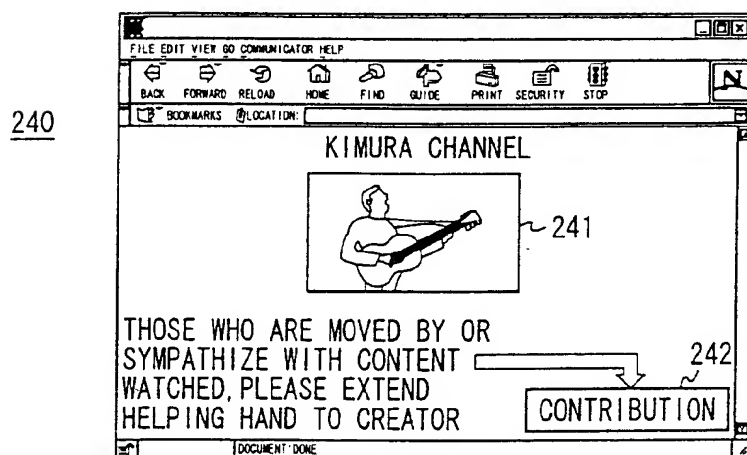 FILE EDIT VIEW GO COMMUNICATOR HELP
BACK FORWARD RELOAD HOME FIND GUIDE PRINT SECURITY STOP
N
BOOKMARKS LOCATION:
240
KIMURA CHANNEL
241
THOSE WHO ARE MOVED BY OR
SYMPATHIZE WITH CONTENT
WATCHED, PLEASE EXTEND
HELPING HAND TO CREATOR
242
CONTRIBUTION
DOCUMENT:DONE